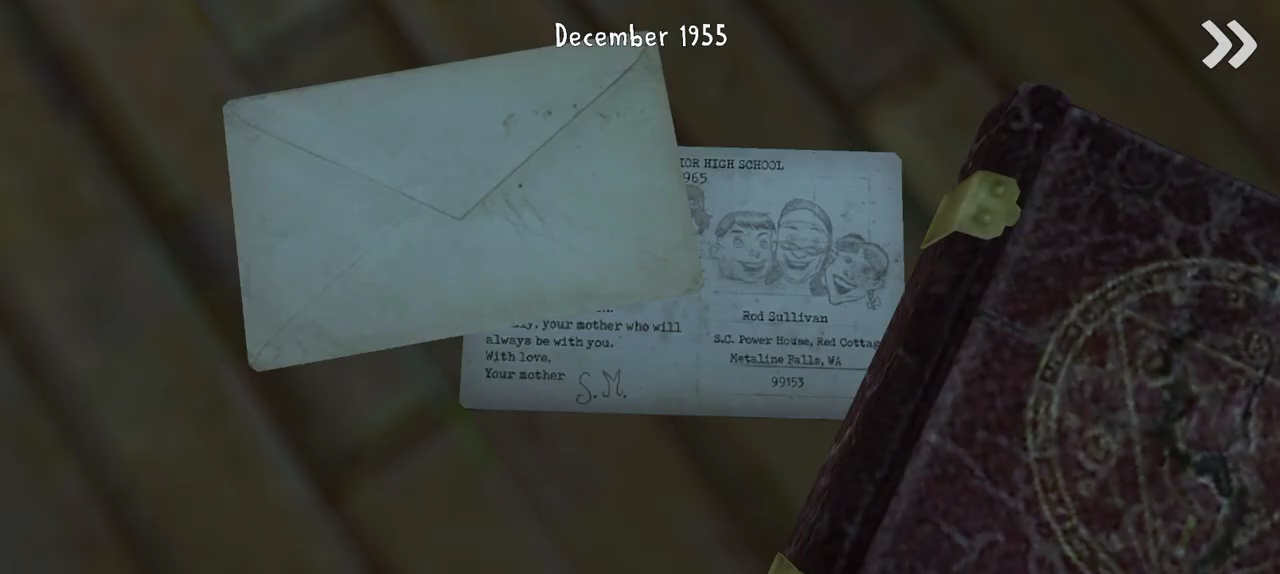 December 1955
IOR HIGH SCHOOL
965
your mother who will
always be with you.
With love,
Your mother
S.M.
Rod Sullivan
S.C. Power House, Red Cottag
Metaline Falls, WA
99153